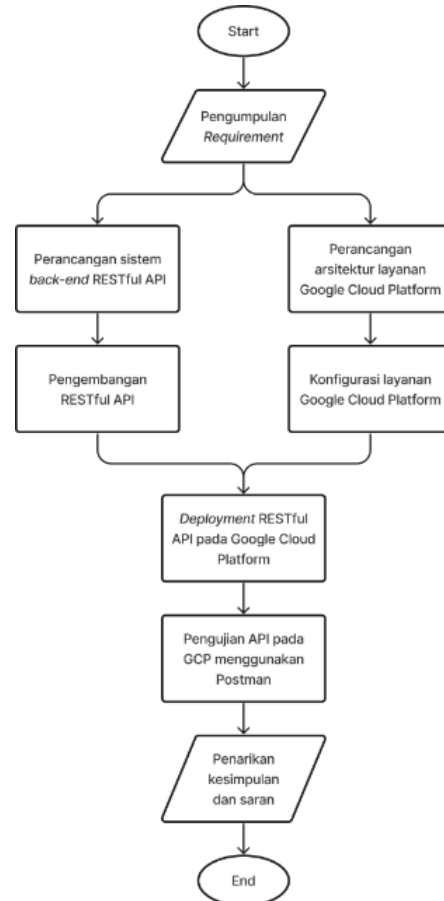 Start
Pengumpulan
Requirement
Perancangan sistem
back-end RESTful API
Perancangan
arsitektur layanan
Google Cloud Platform
Pengembangan
RESTful API
Konfigurasi layanan
Google Cloud Platform
Deployment RESTful
API pada Google Cloud
Platform
Pengujian API pada
GCP menggunakan
Postman
Penarikan
kesimpulan
dan saran
End